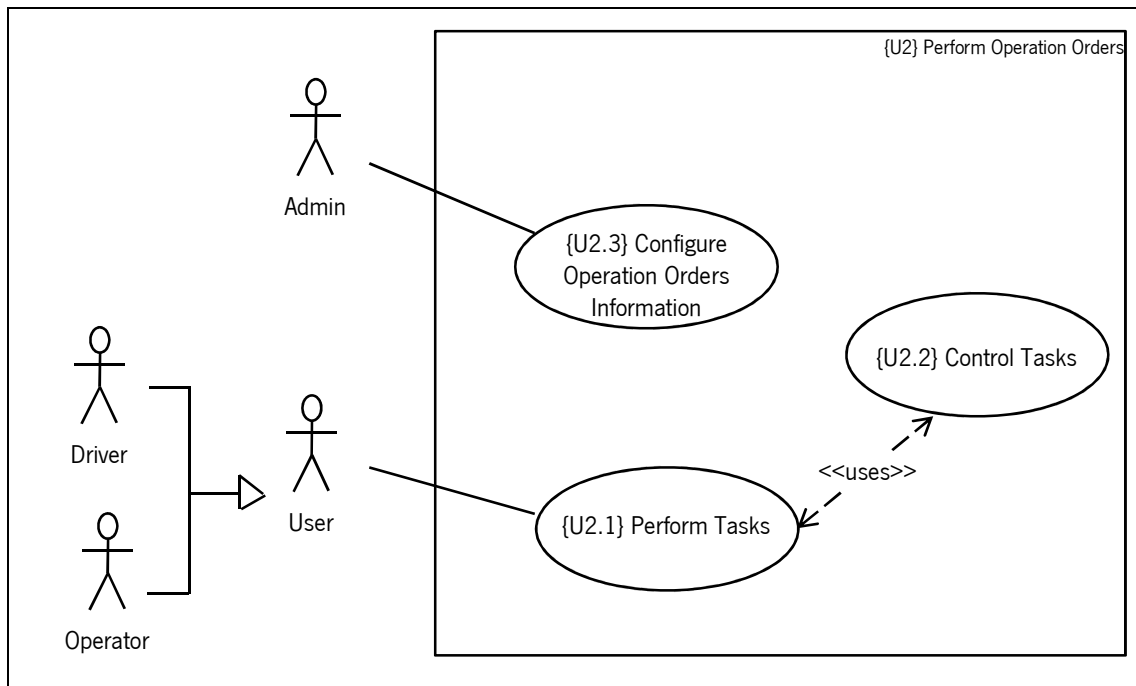 {U2} Perform Operation Orders
Admin
{U2.3} Configure
Operation Orders
Information
{U2.2} Control Tasks
Driver
<<uses>>
User
{U2.1} Perform Tasks
Operator